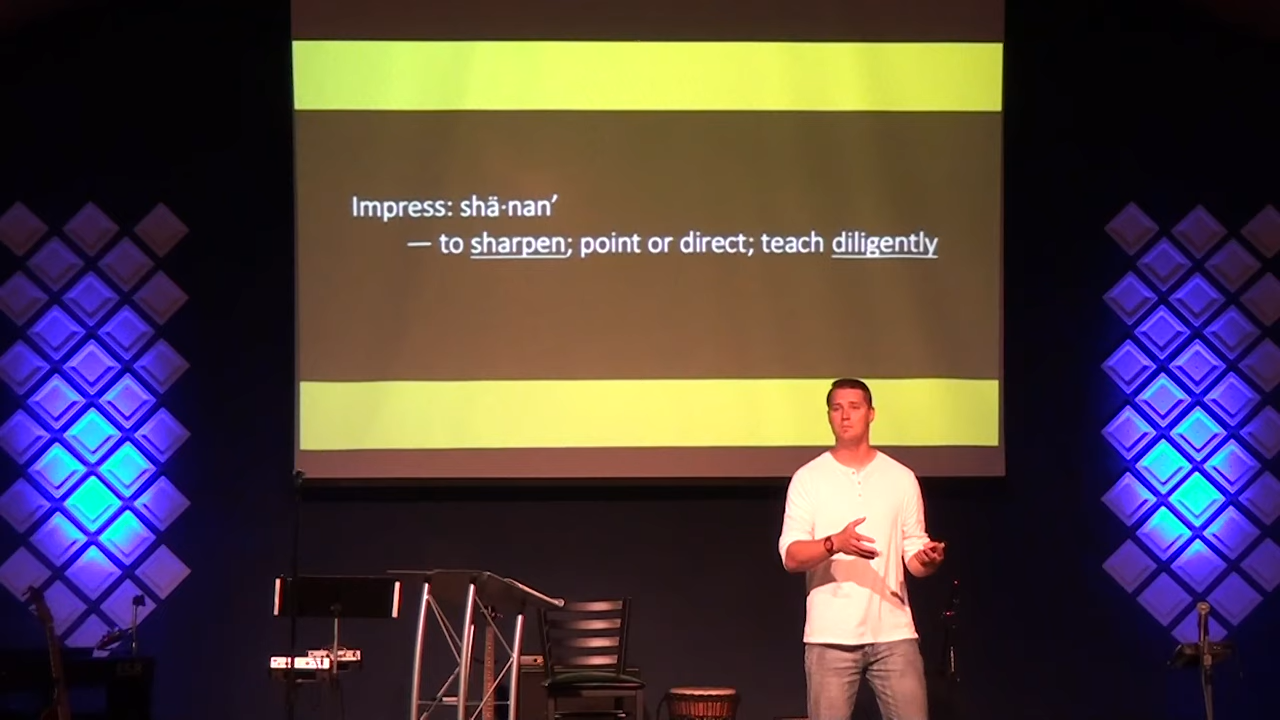 Impress: shä·nan’
— to sharpen; point or direct; teach diligently